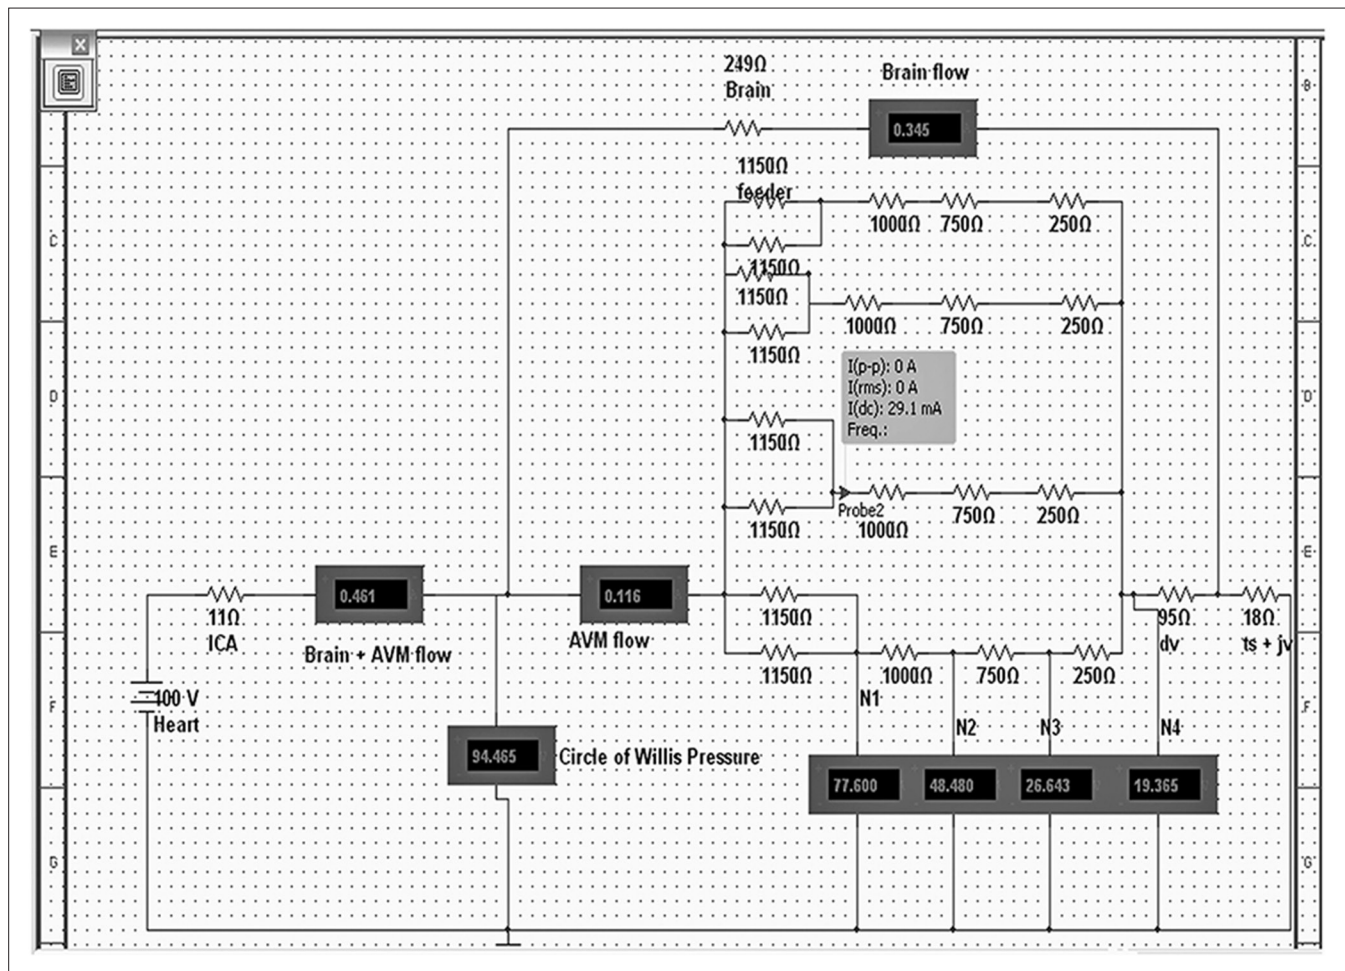 249Ω
Brain
Brain flow
0.345
1150Ω
feeder
1000Ω 750Ω 250Ω
1150Ω
1150Ω
1000Ω 750Ω 250Ω
1150Ω
I(p-p): 0 A
I(rms): 0 A
I(dc): 29.1 mA
Freq.:
1150Ω
Probe2
1000Ω 750Ω 250Ω
1150Ω
11Ω
ICA
0.461
Brain + AVM flow
0.116
AVM flow
1150Ω
95Ω
dv
18Ω
ts + jv
1150Ω 1000Ω 750Ω 250Ω
100 V
Heart
N1
N2
N3
N4
94.465
Circle of Willis Pressure
77.600 48.480 26.643 19.365
B
C
D
E
F
G
B
C
D
E
F
G